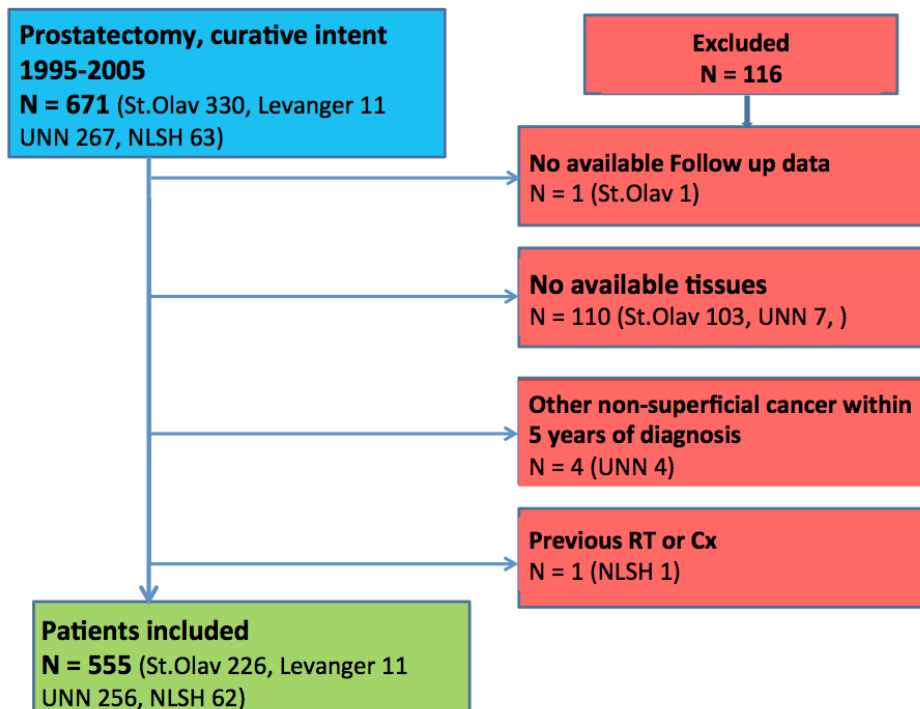 Prostatectomy, curative intent
1995-2005
N = 671 (St.Olav 330, Levanger 11
UNN 267, NLSH 63)
Excluded
N = 116
No available Follow up data
N = 1 (St.Olav 1)
No available tissues
N = 110 (St.Olav 103, UNN 7, )
Other non-superficial cancer within
5 years of diagnosis
N = 4 (UNN 4)
Previous RT or Cx
N = 1 (NLSH 1)
Patients included
N = 555 (St.Olav 226, Levanger 11
UNN 256, NLSH 62)